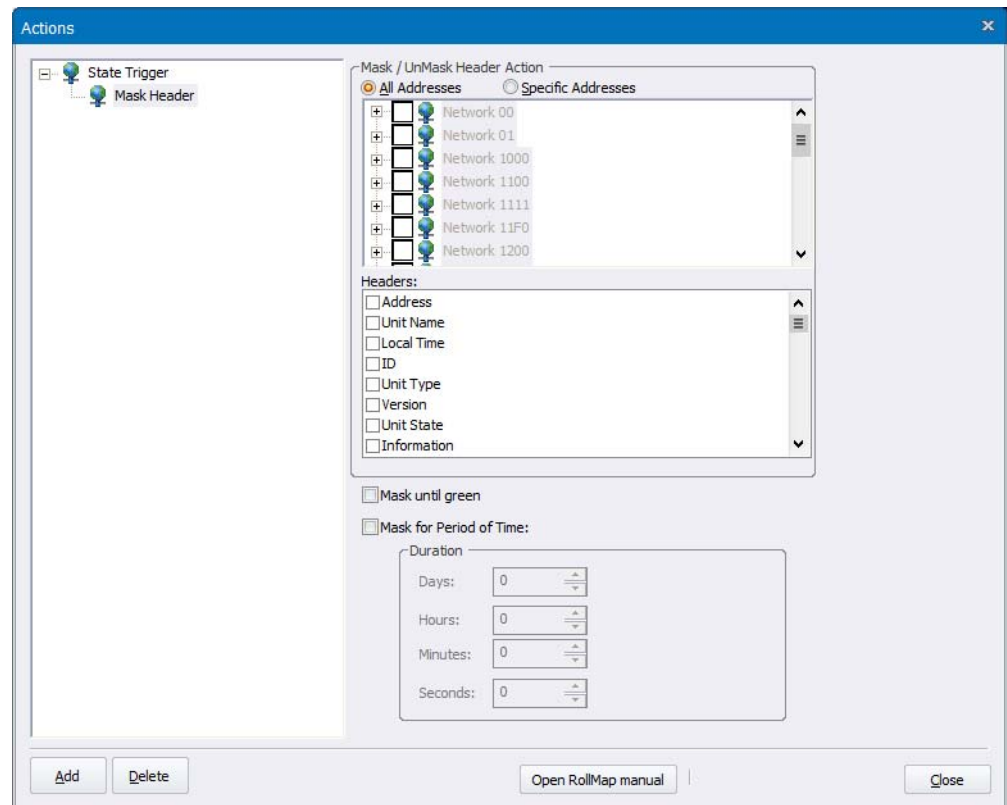 Actions
State Trigger
Mask Header
Mask / UnMask Header Action
All Addresses Specific Addresses
Network 00
Network 01
Network 1000
Network 1100
Network 1111
Network 11F0
Network 1200
Headers:
Address
Unit Name
Local Time
ID
Unit Type
Version
Unit State
Information
Mask until green
Mask for Period of Time:
Duration
Days: 0
Hours: 0
Minutes: 0
Seconds: 0
Add Delete Open RollMap manual Close